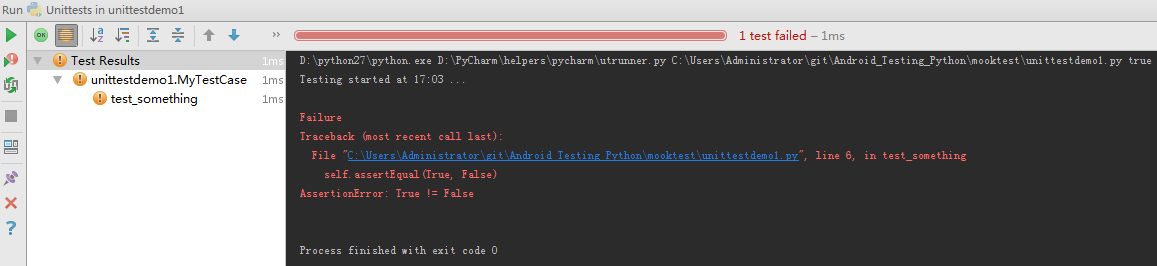 Run Unittests in unittestdemo1
ON a z » 1 test failed – 1ms
Test Results 1ms
unittestdemo1.MyTestCase 1ms
test_something 1ms
D:\python27\python.exe D:\PyCharm\helpers\pycharm\utrunner.py C:\Users\Administrator\git\Android_Testing_Python\mooktest\unittestdemo1.py true
Testing started at 17:03 ...
Failure
Traceback (most recent call last):
File "C:\Users\Administrator\git\Android_Testing_Python\mooktest\unittestdemo1.py", line 6, in test_something
self.assertEqual(True, False)
AssertionError: True != False
Process finished with exit code 0